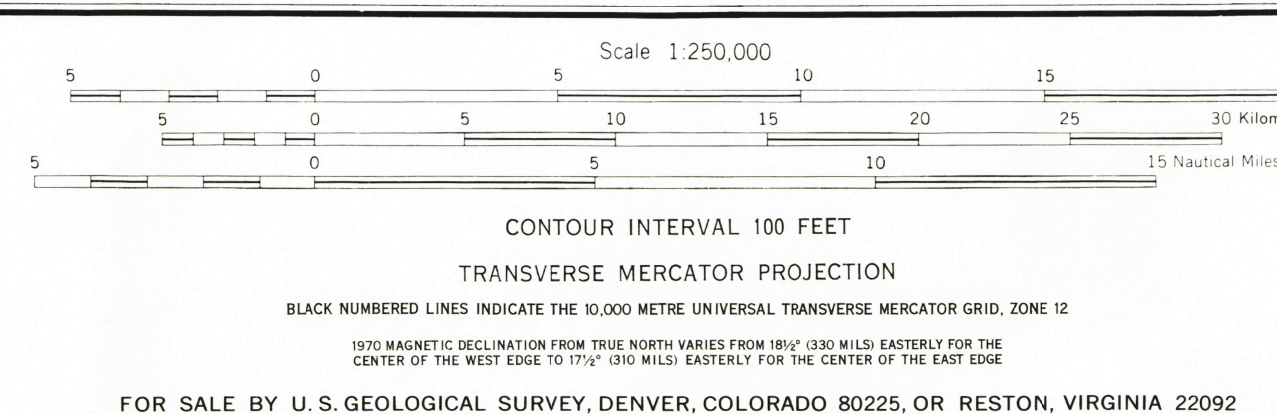 Scale 1:250,000
5 0 5 10 15
5 0 5 10 15 20 25 30 Kilom
5 0 5 10 15 Nautical Miles
CONTOUR INTERVAL 100 FEET
TRANSVERSE MERCATOR PROJECTION
BLACK NUMBERED LINES INDICATE THE 10,000 METRE UNIVERSAL TRANSVERSE MERCATOR GRID, ZONE 12
1970 MAGNETIC DECLINATION FROM TRUE NORTH VARIES FROM 18½° (330 MILS) EASTERLY FOR THE
CENTER OF THE WEST EDGE TO 17½° (310 MILS) EASTERLY FOR THE CENTER OF THE EAST EDGE
FOR SALE BY U. S. GEOLOGICAL SURVEY, DENVER, COLORADO 80225, OR RESTON, VIRGINIA 22092